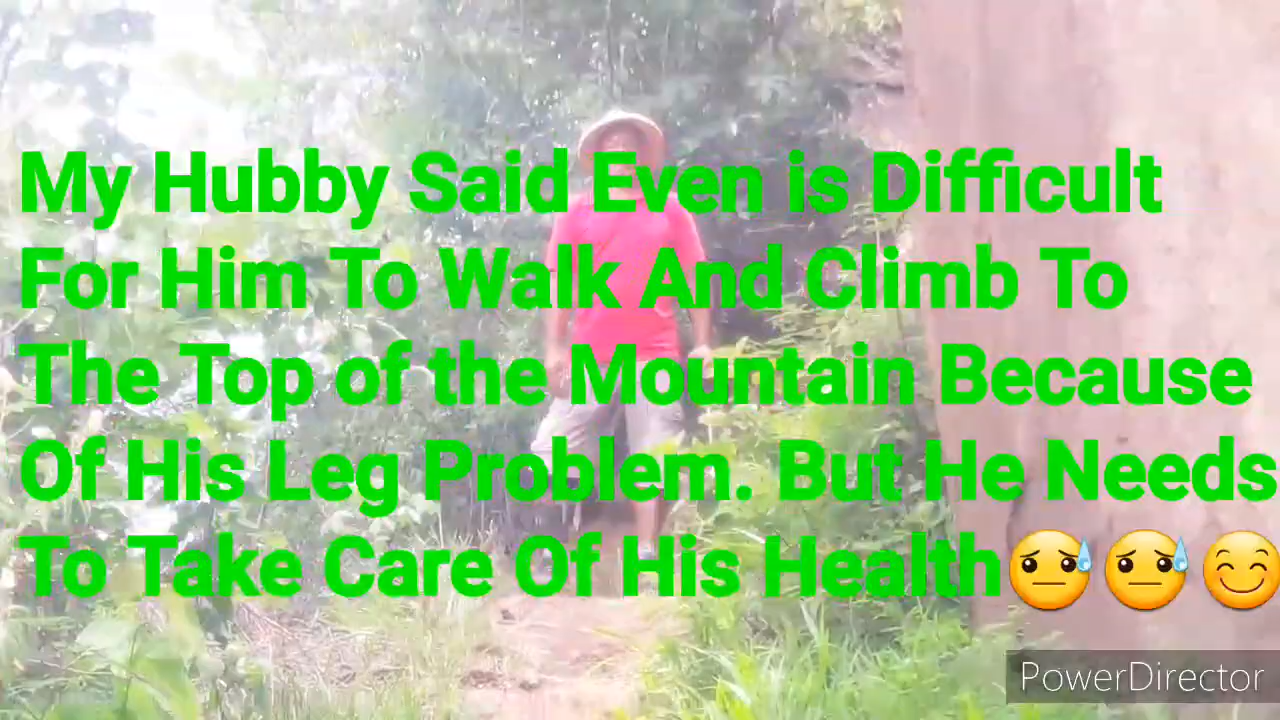 My Hubby Said Even is Difficult
For Him To Walk And Climb To
The Top of the Mountain Because
Of His Leg Problem. But He Needs
To Take Care Of His Health😓😓😊
PowerDirector